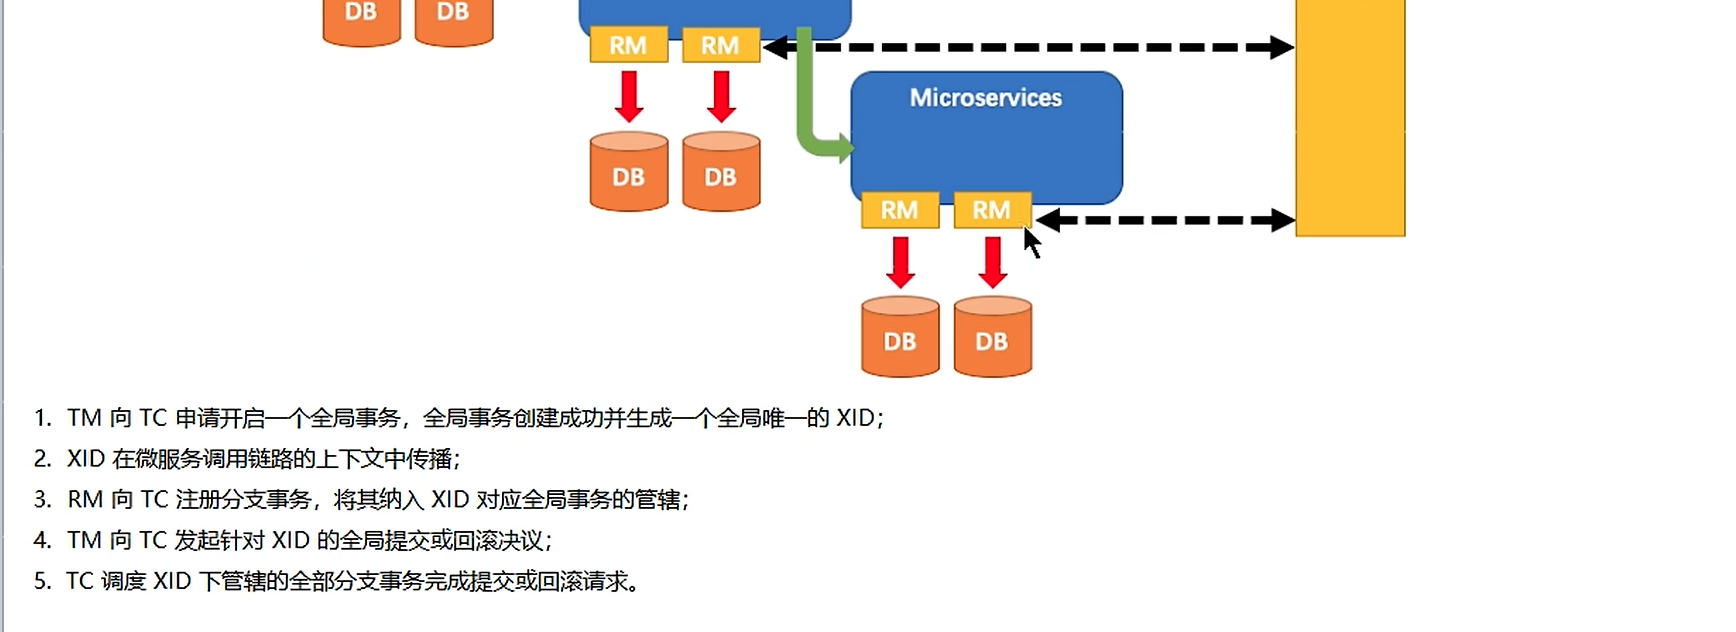 DB DB
RM RM
Microservices
DB DB
RM RM
DB DB
1. TM 向 TC 申请开启一个全局事务，全局事务创建成功并生成一个全局唯一的 XID；
2. XID 在微服务调用链路的上下文中传播；
3. RM 向 TC 注册分支事务，将其纳入 XID 对应全局事务的管辖；
4. TM 向 TC 发起针对 XID 的全局提交或回滚决议；
5. TC 调度 XID 下管辖的全部分支事务完成提交或回滚请求。